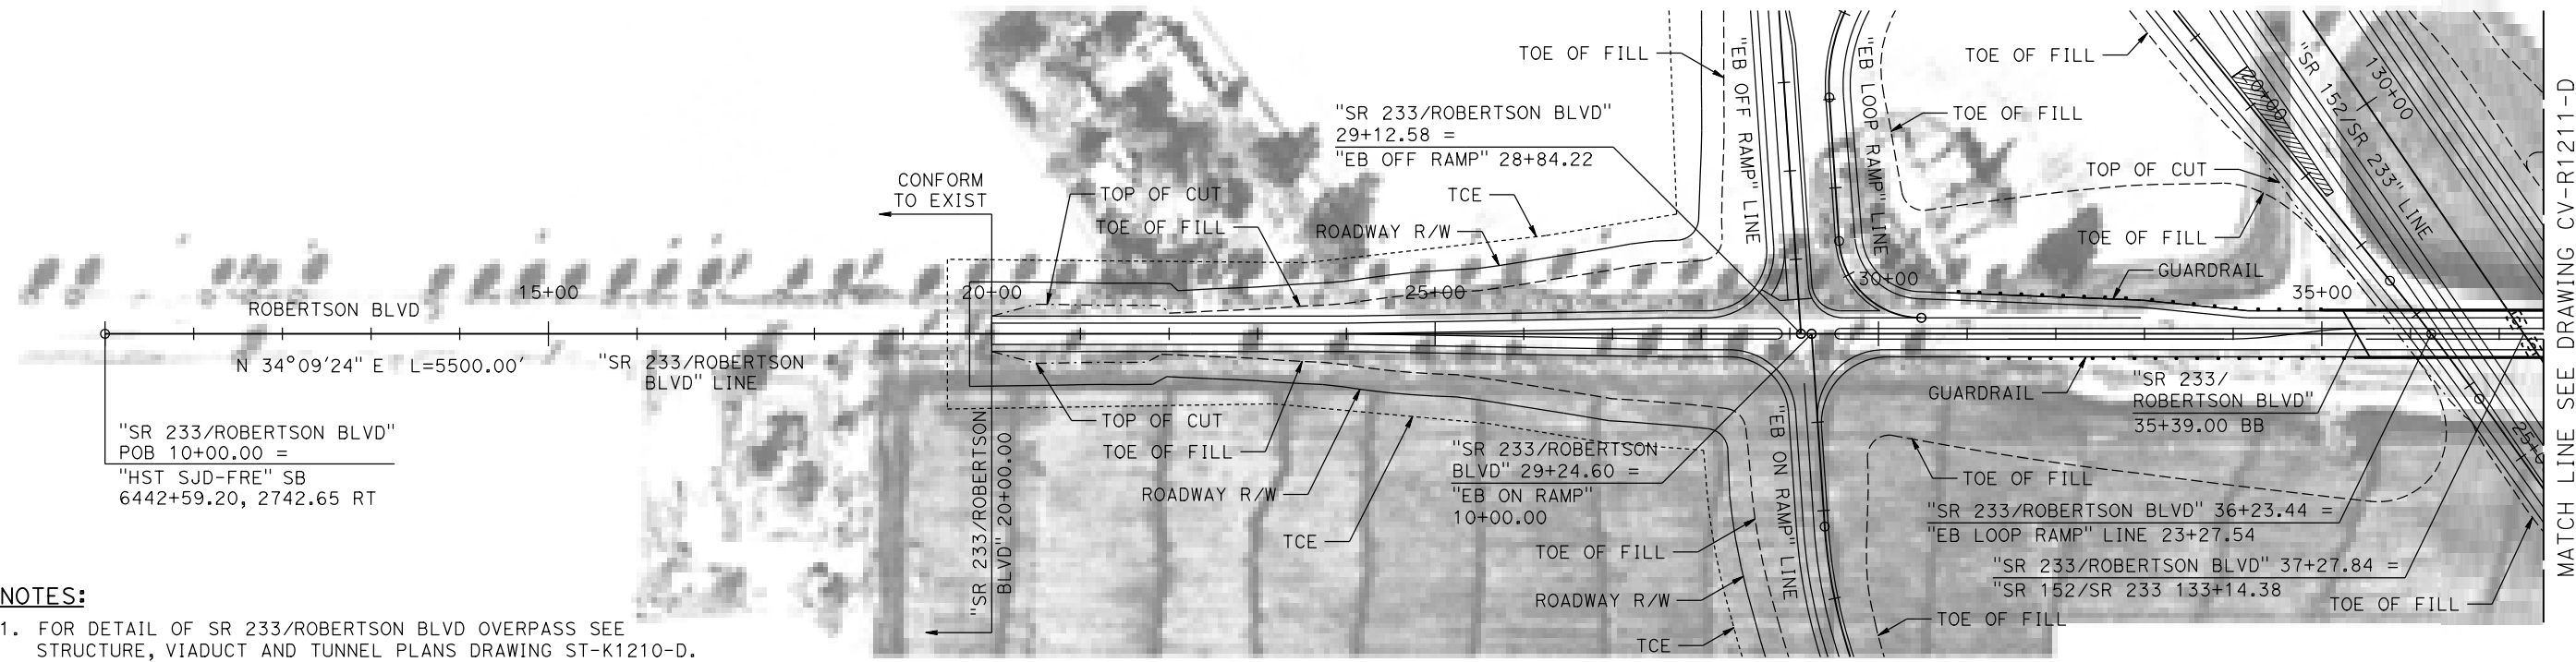 TOE OF FILL
"EB OFF RAMP" LINE
"EB LOOP RAMP" LINE
TOE OF FILL
TOE OF FILL
"SR 152/SR 233" LINE
130+00
20+00
MATCH LINE SEE DRAWING CV-R1211-D
"SR 233/ROBERTSON BLVD"
29+12.58 =
"EB OFF RAMP" 28+84.22
TOP OF CUT
CONFORM
TO EXIST
TOP OF CUT
TCE
TOE OF FILL
ROADWAY R/W
TOE OF FILL
GUARDRAIL
15+00
20+00
25+00
30+00
35+00
ROBERTSON BLVD
N 34°09'24" E L=5500.00'
"SR 233/ROBERTSON
BLVD" LINE
GUARDRAIL
"SR 233/
ROBERTSON BLVD"
35+39.00 BB
"SR 233/ROBERTSON BLVD"
POB 10+00.00 =
"HST SJD-FRE" SB
6442+59.20, 2742.65 RT
"SR 233/ROBERTSON
BLVD" 20+00.00
TOP OF CUT
TOE OF FILL
ROADWAY R/W
TCE
"SR 233/ROBERTSON
BLVD" 29+24.60 =
"EB ON RAMP"
10+00.00
"EB ON RAMP" LINE
TOE OF FILL
ROADWAY R/W
TCE
TOE OF FILL
"SR 233/ROBERTSON BLVD" 36+23.44 =
"EB LOOP RAMP" LINE 23+27.54
"SR 233/ROBERTSON BLVD" 37+27.84 =
"SR 152/SR 233 133+14.38
TOE OF FILL
TOE OF FILL
NOTES:
1. FOR DETAIL OF SR 233/ROBERTSON BLVD OVERPASS SEE
STRUCTURE, VIADUCT AND TUNNEL PLANS DRAWING ST-K1210-D.